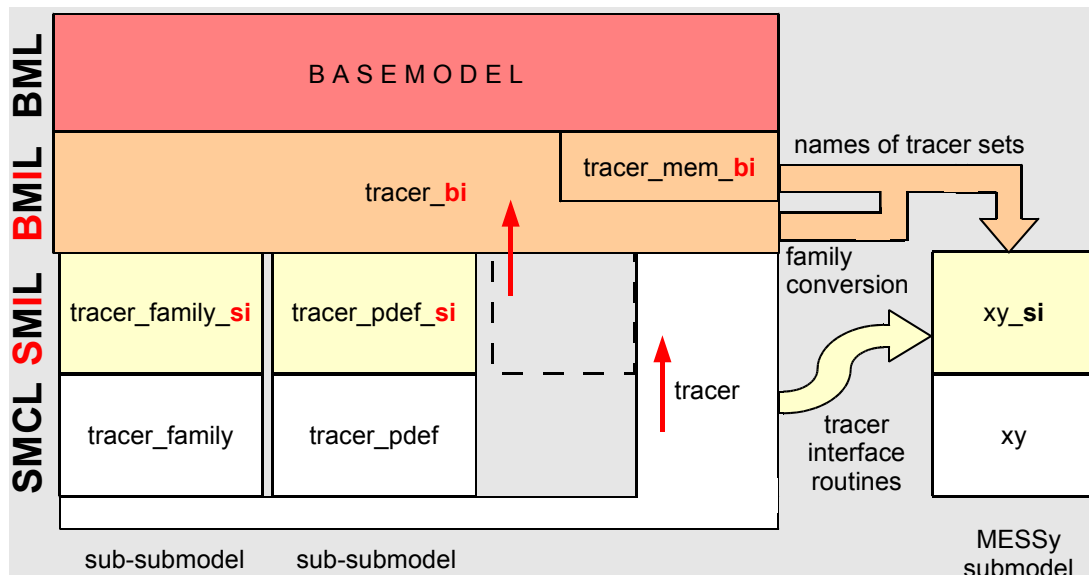 BML
BMIL
SMIL
SMCL
B A S E M O D E L
tracer_bi
tracer_mem_bi
names of tracer sets
family
conversion
tracer_family_si
tracer_pdef_si
xy_si
tracer
tracer_family
tracer_pdef
xy
tracer
interface
routines
sub-submodel
sub-submodel
MESSy
submodel